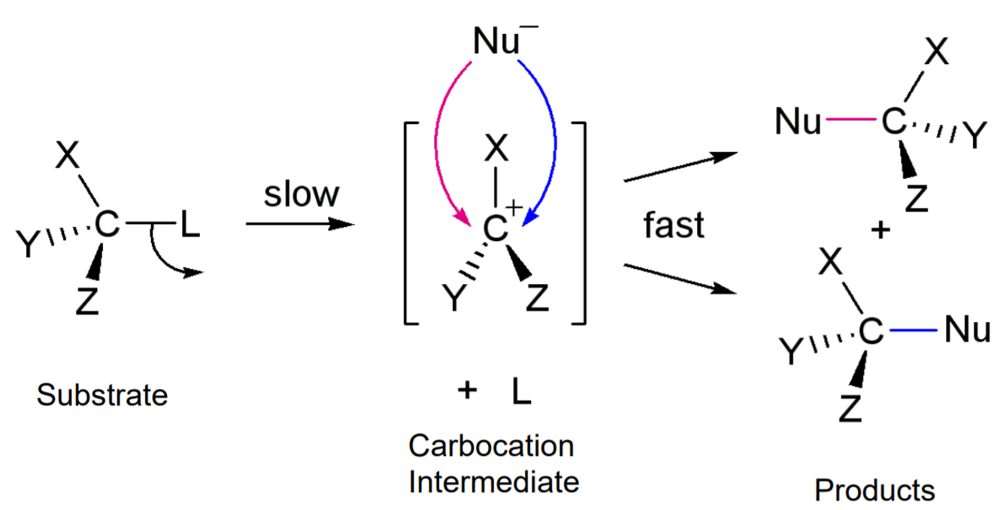 X
Y C L
Z
Substrate
slow
Nu⁻
X
C⁺
Y Z
+ L
Carbocation
Intermediate
fast
X
Nu C Y
Z
+
X
Y C Nu
Z
Products